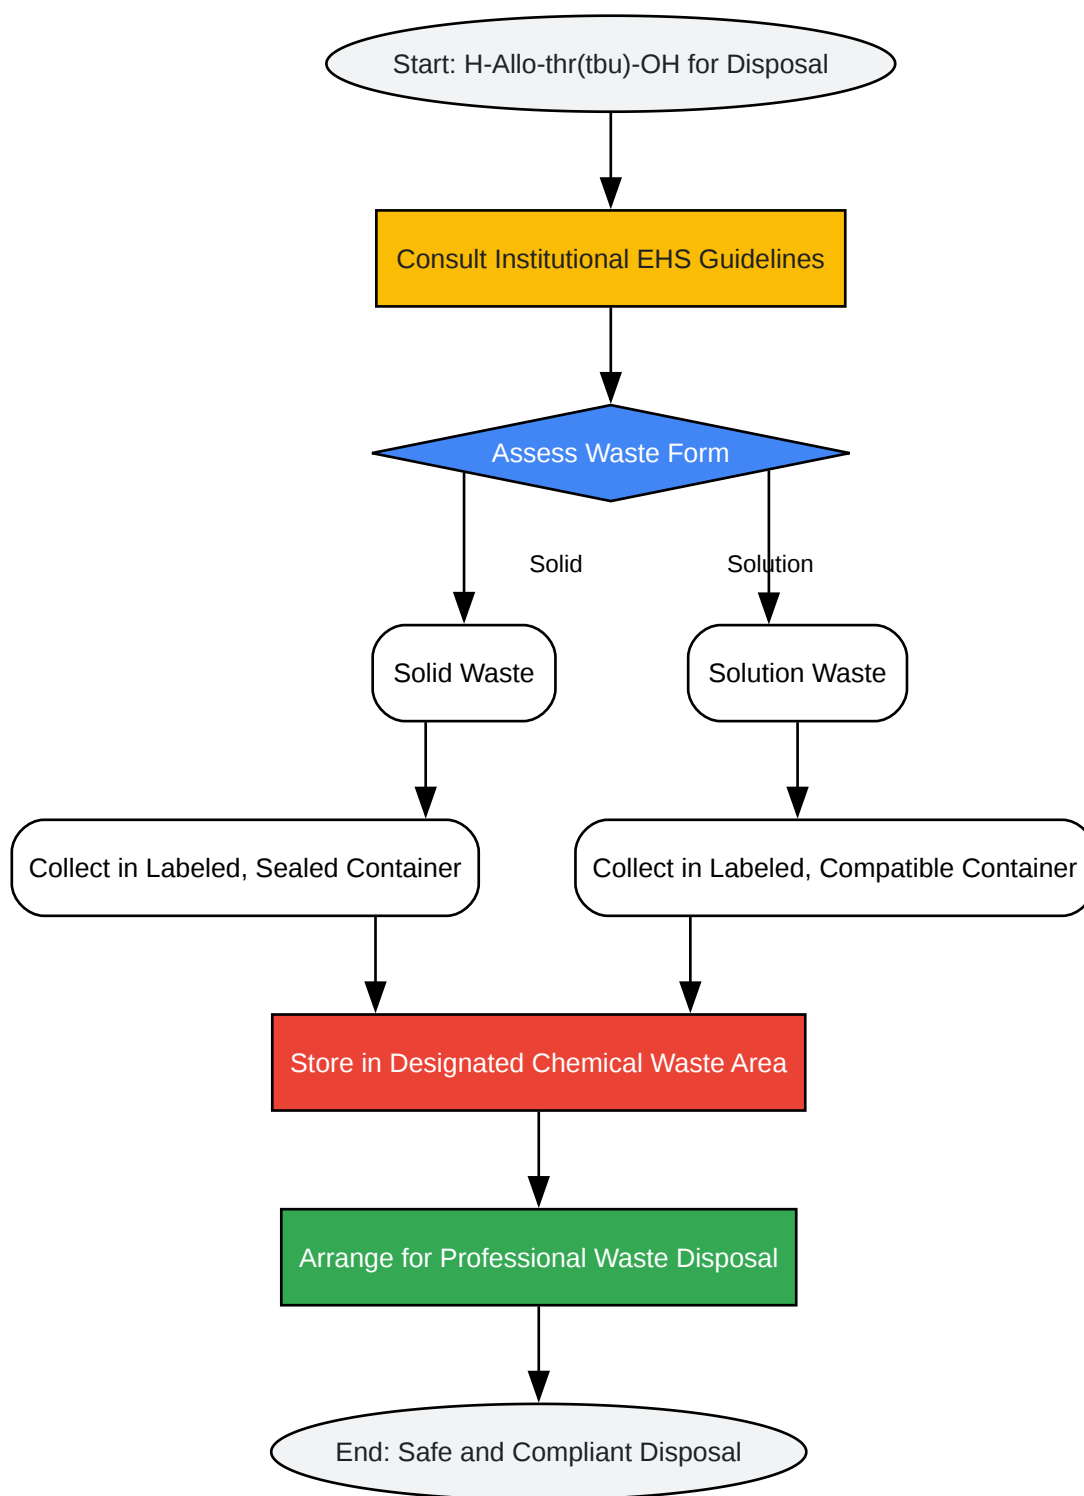 Start: H-Allo-thr(tbu)-OH for Disposal
Consult Institutional EHS Guidelines
Assess Waste Form
Solid
Solution
Solid Waste
Solution Waste
Collect in Labeled, Sealed Container
Collect in Labeled, Compatible Container
Store in Designated Chemical Waste Area
Arrange for Professional Waste Disposal
End: Safe and Compliant Disposal